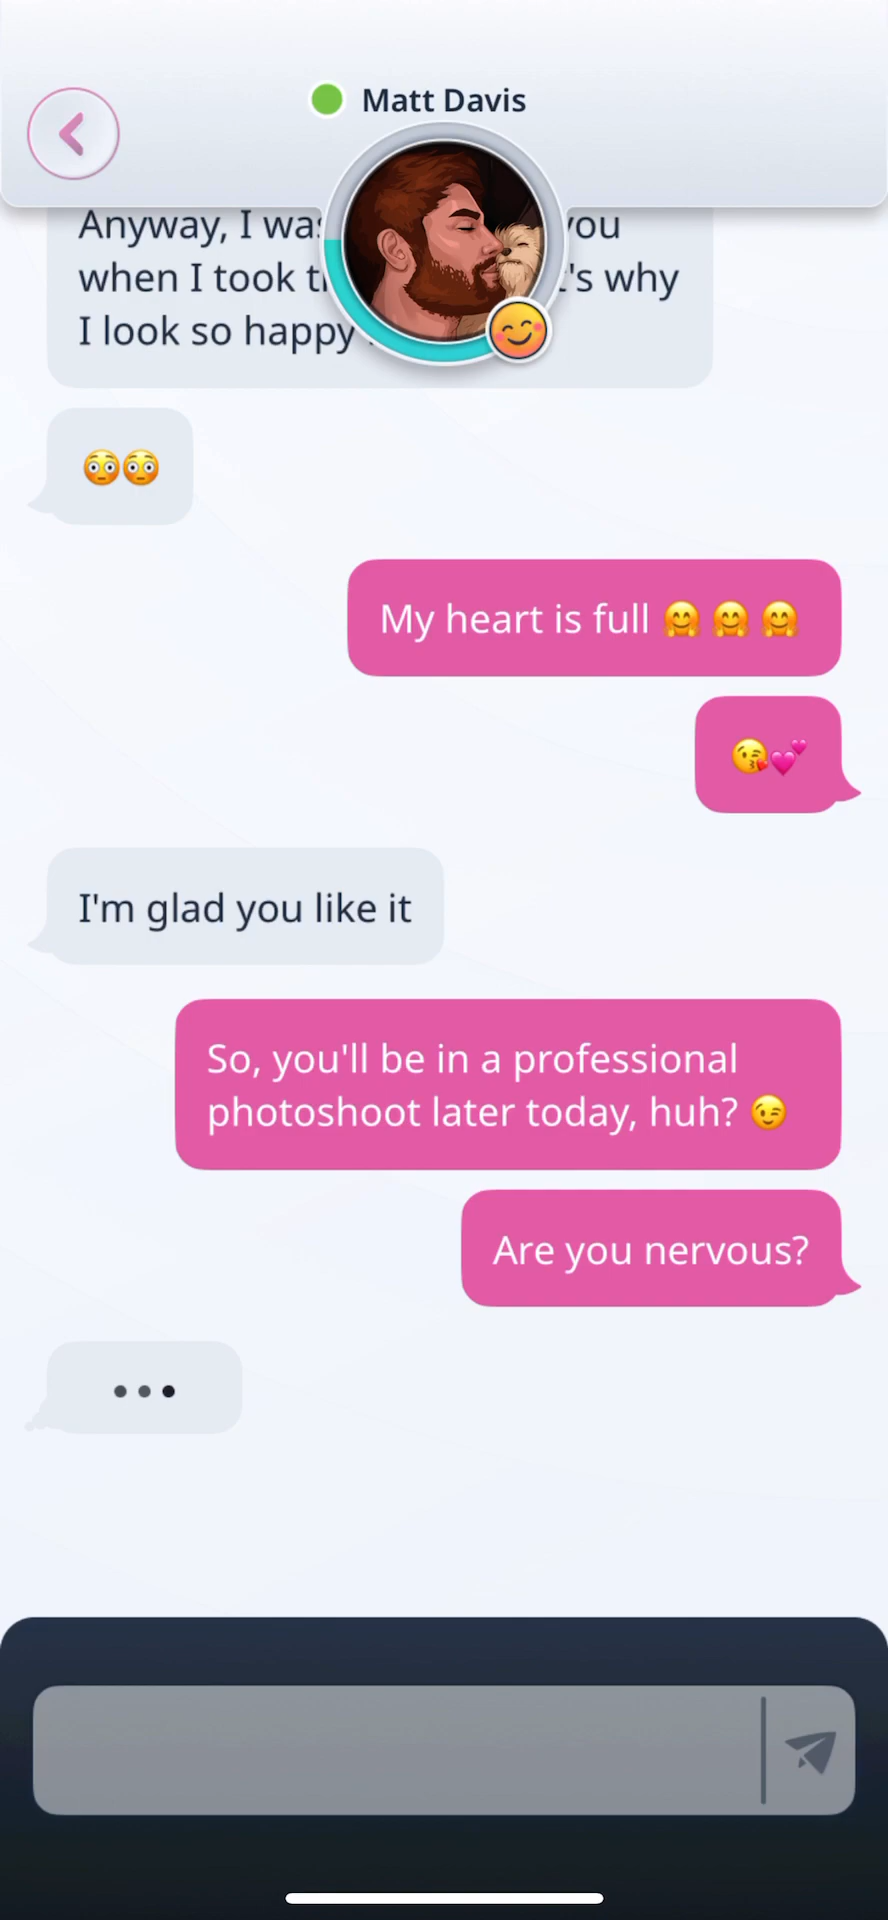 Matt Davis
Anyway, I was you
when I took 's why
I look so happy
😳😳
My heart is full 🤗 🤗 🤗
😘💕
I'm glad you like it
So, you'll be in a professional
photoshoot later today, huh? 😉
Are you nervous?